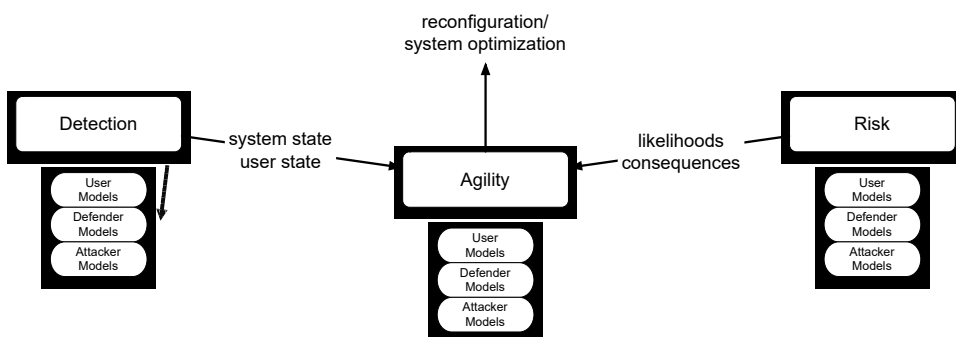 reconfiguration/
system optimization
Detection
system state
user state
Agility
likelihoods
consequences
Risk
User
Models
Defender
Models
Attacker
Models
User
Models
Defender
Models
Attacker
Models
User
Models
Defender
Models
Attacker
Models